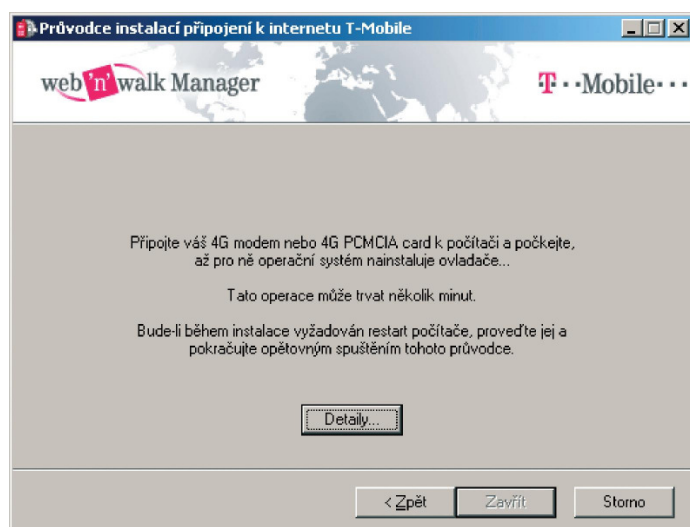 Průvodce instalací připojení k internetu T-Mobile
web'n'walk Manager
T··Mobile···
Připojte váš 4G modem nebo 4G PCMCIA card k počítači a počkejte,
až pro ně operační systém nainstaluje ovladače...
Tato operace může trvat několik minut.
Bude-li během instalace vyžadován restart počítače, proveďte jej a
pokračujte opětovným spuštěním tohoto průvodce.
Detaily...
< Zpět
Zavřít
Storno